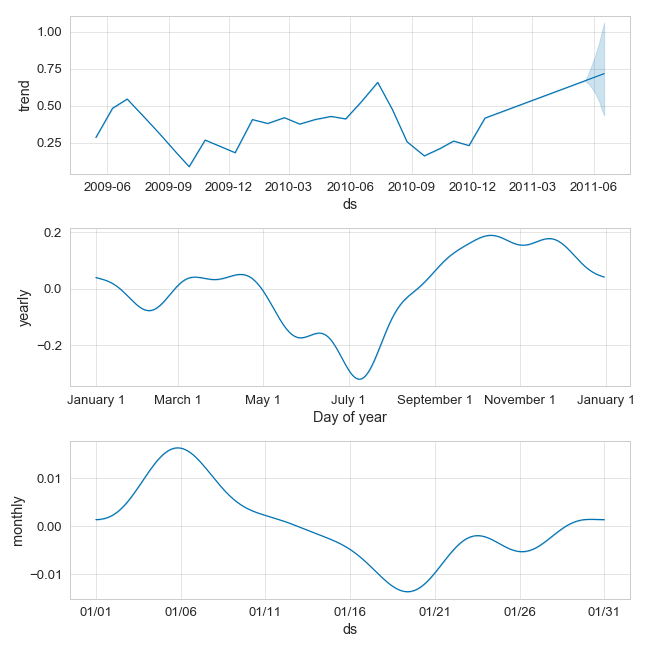 1.00
0.75
0.50
0.25
trend
2009-06 2009-09 2009-12 2010-03 2010-06 2010-09 2010-12 2011-03 2011-06
ds
0.2
0.0
−0.2
yearly
January 1 March 1 May 1 July 1 September 1 November 1 January 1
Day of year
0.01
0.00
−0.01
monthly
01/01 01/06 01/11 01/16 01/21 01/26 01/31
ds